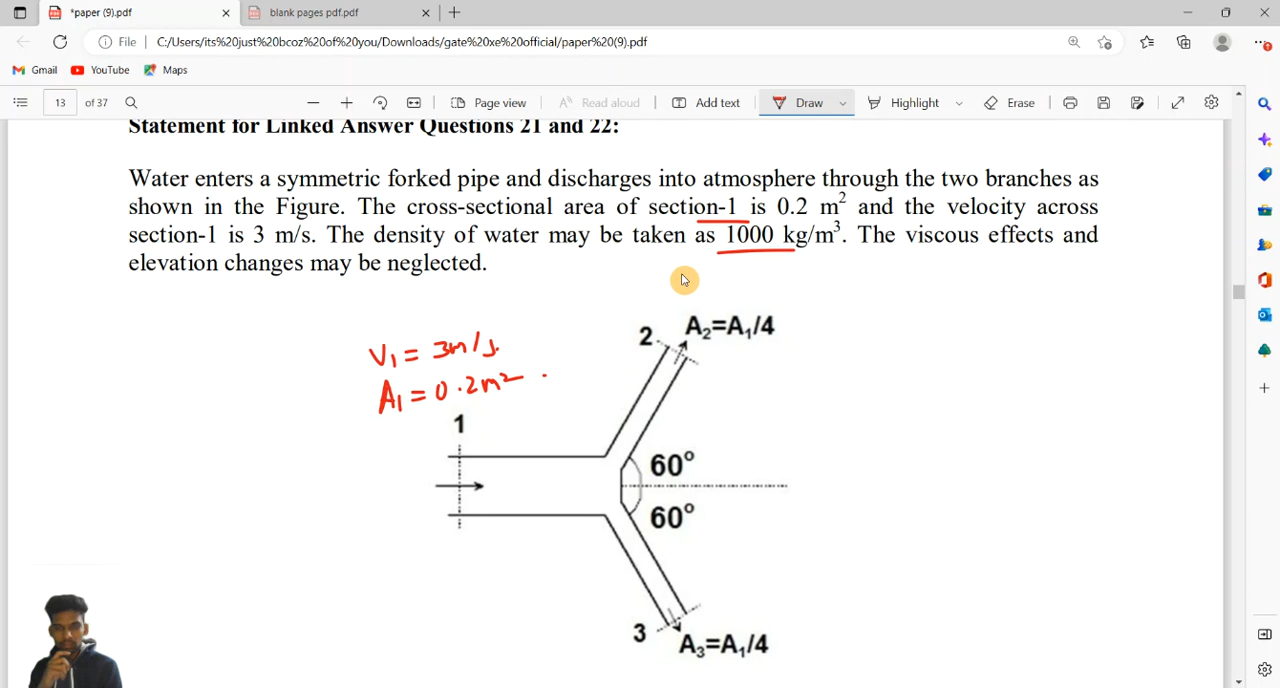 *paper (9).pdf
blank pages pdf.pdf
File C:/Users/its%20just%20bcoz%20of%20you/Downloads/gate%20xe%20official/paper%20(9).pdf
Gmail YouTube Maps
13 of 37 Page view Read aloud Add text Draw Highlight Erase
Statement for Linked Answer Questions 21 and 22:
Water enters a symmetric forked pipe and discharges into atmosphere through the two branches as
shown in the Figure. The cross-sectional area of section-1 is 0.2 m² and the velocity across
section-1 is 3 m/s. The density of water may be taken as 1000 kg/m³. The viscous effects and
elevation changes may be neglected.
2 A₂=A₁/4
V₁ = 3m/s.
A₁ = 0.2m²
1
60°
60°
3 A₃=A₁/4